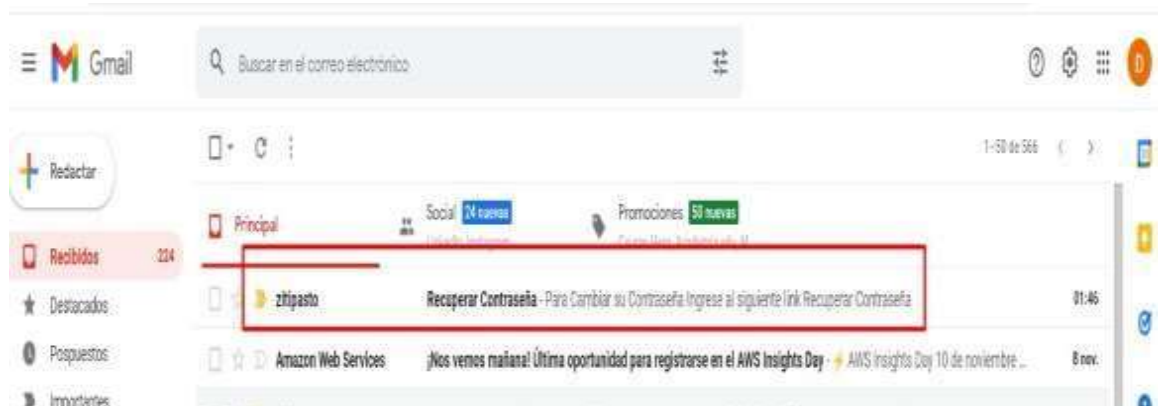 Gmail
Buscar en el correo electrónico
Redactar
1-50 de 566
Principal
Social 24 nuevas
Promociones 50 nuevas
Recibidos 224
zitipasto Recuperar Contraseña - Para Cambiar su Contraseña Ingrese al siguiente link Recuperar Contraseña 01:46
Destacados
Pospuestos
Amazon Web Services ¡Nos vemos mañana! Última oportunidad para registrarse en el AWS Insights Day - AWS Insights Day 10 de noviembre ... 8 nov.
Importantes
D